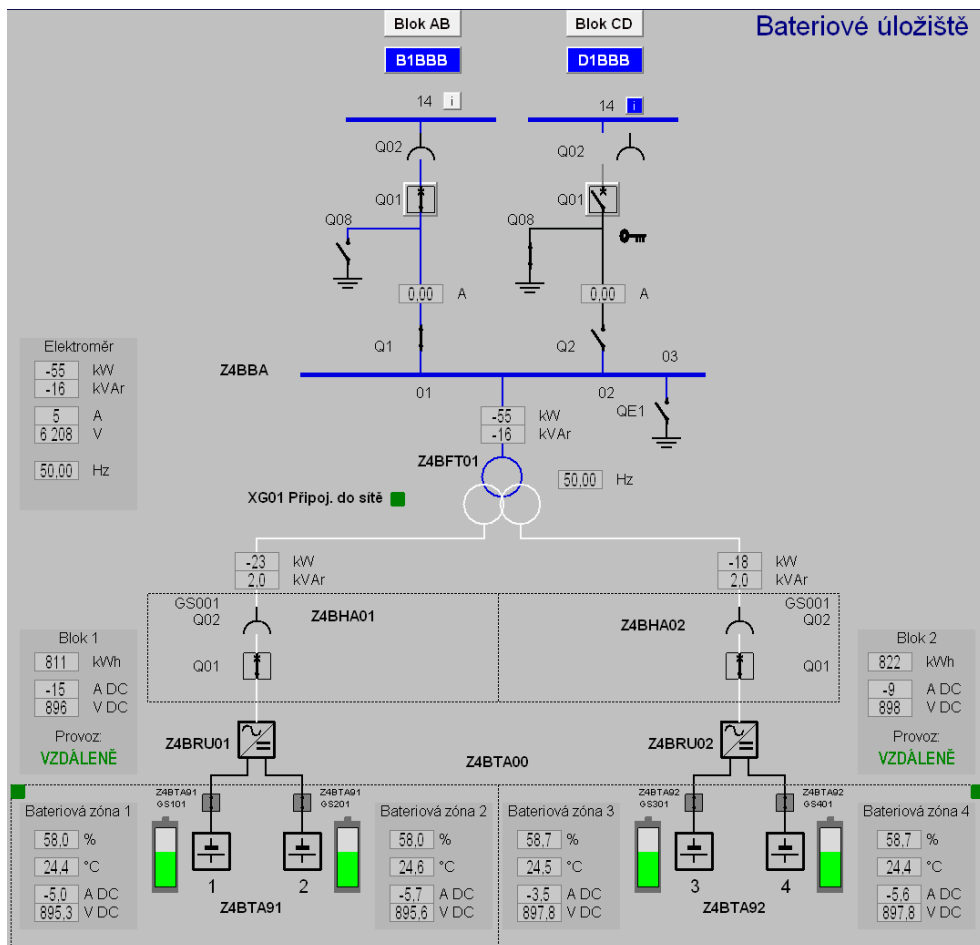 Blok AB
Blok CD
Bateriové úložiště
B1BBB
D1BBB
14 i
14 i
Q02
Q02
Q01
Q01
Q08
Q08
0,00 A
0,00 A
Q1
Q2
03
Z4BBA
01
02
QE1
Elektroměr
-55 kW
-16 kVAr
5 A
6 208 V
50,00 Hz
-55 kW
-16 kVAr
Z4BFT01
50,00 Hz
XG01 Připoj. do sítě
-23 kW
2,0 kVAr
-18 kW
2,0 kVAr
GS001
Q02
Z4BHA01
Q01
GS001
Q02
Z4BHA02
Q01
Blok 1
811 kWh
-15 A DC
896 V DC
Provoz:
VZDÁLENĚ
Blok 2
822 kWh
-9 A DC
898 V DC
Provoz:
VZDÁLENĚ
Z4BRU01
Z4BRU02
Z4BTA00
Z4BTA91
GS101
Z4BTA91
GS201
Z4BTA92
GS301
Z4BTA92
GS401
Bateriová zóna 1
58,0 %
24,4 °C
-5,0 A DC
895,3 V DC
1
2
Z4BTA91
Bateriová zóna 2
58,0 %
24,6 °C
-5,7 A DC
895,6 V DC
Bateriová zóna 3
58,7 %
24,5 °C
-3,5 A DC
897,8 V DC
3
4
Z4BTA92
Bateriová zóna 4
58,7 %
24,4 °C
-5,6 A DC
897,8 V DC